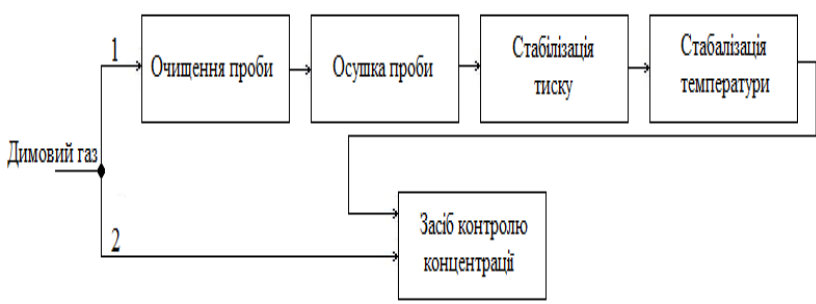 1
Очищення проби
Осушка проби
Стабілізація
тиску
Стабалізація
температури
Димовий газ
2
Засіб контролю
концентрації